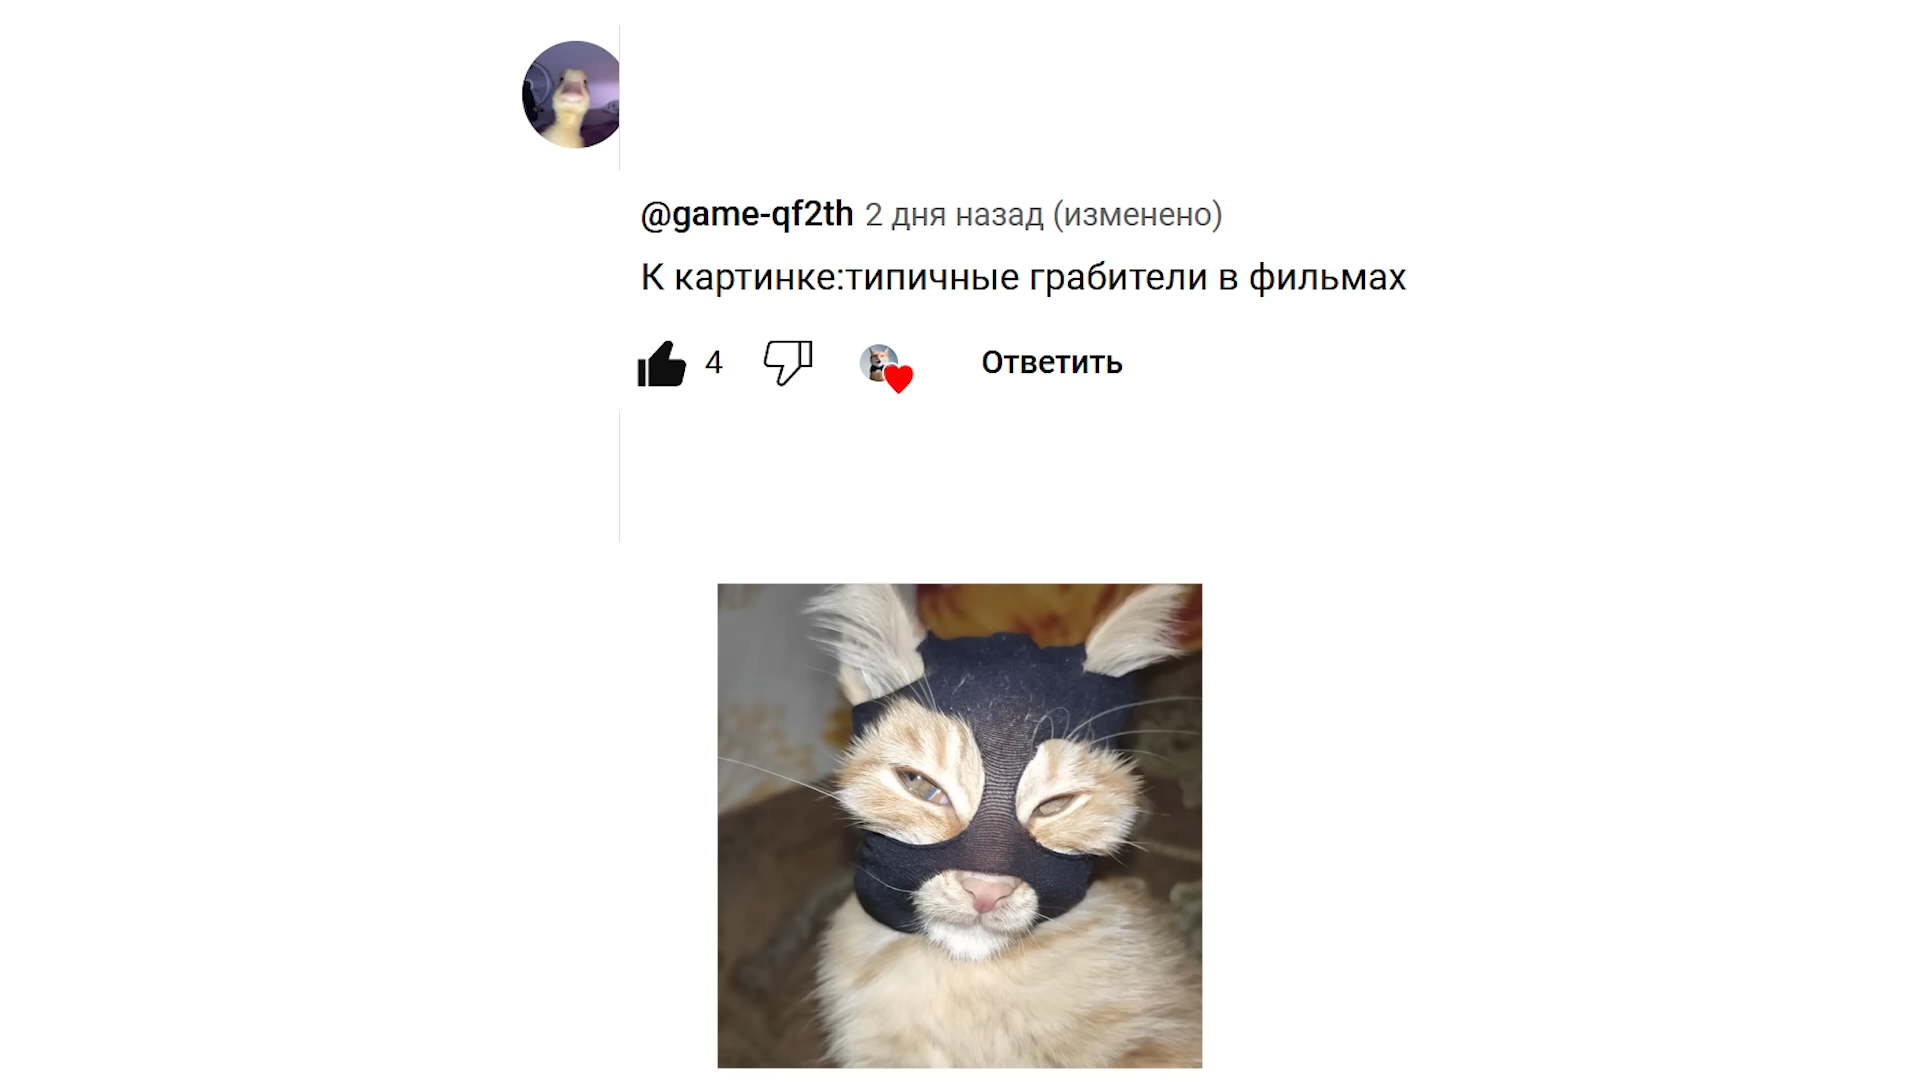 @game-qf2th 2 дня назад (изменено)
К картинке:типичные грабители в фильмах
4 Ответить